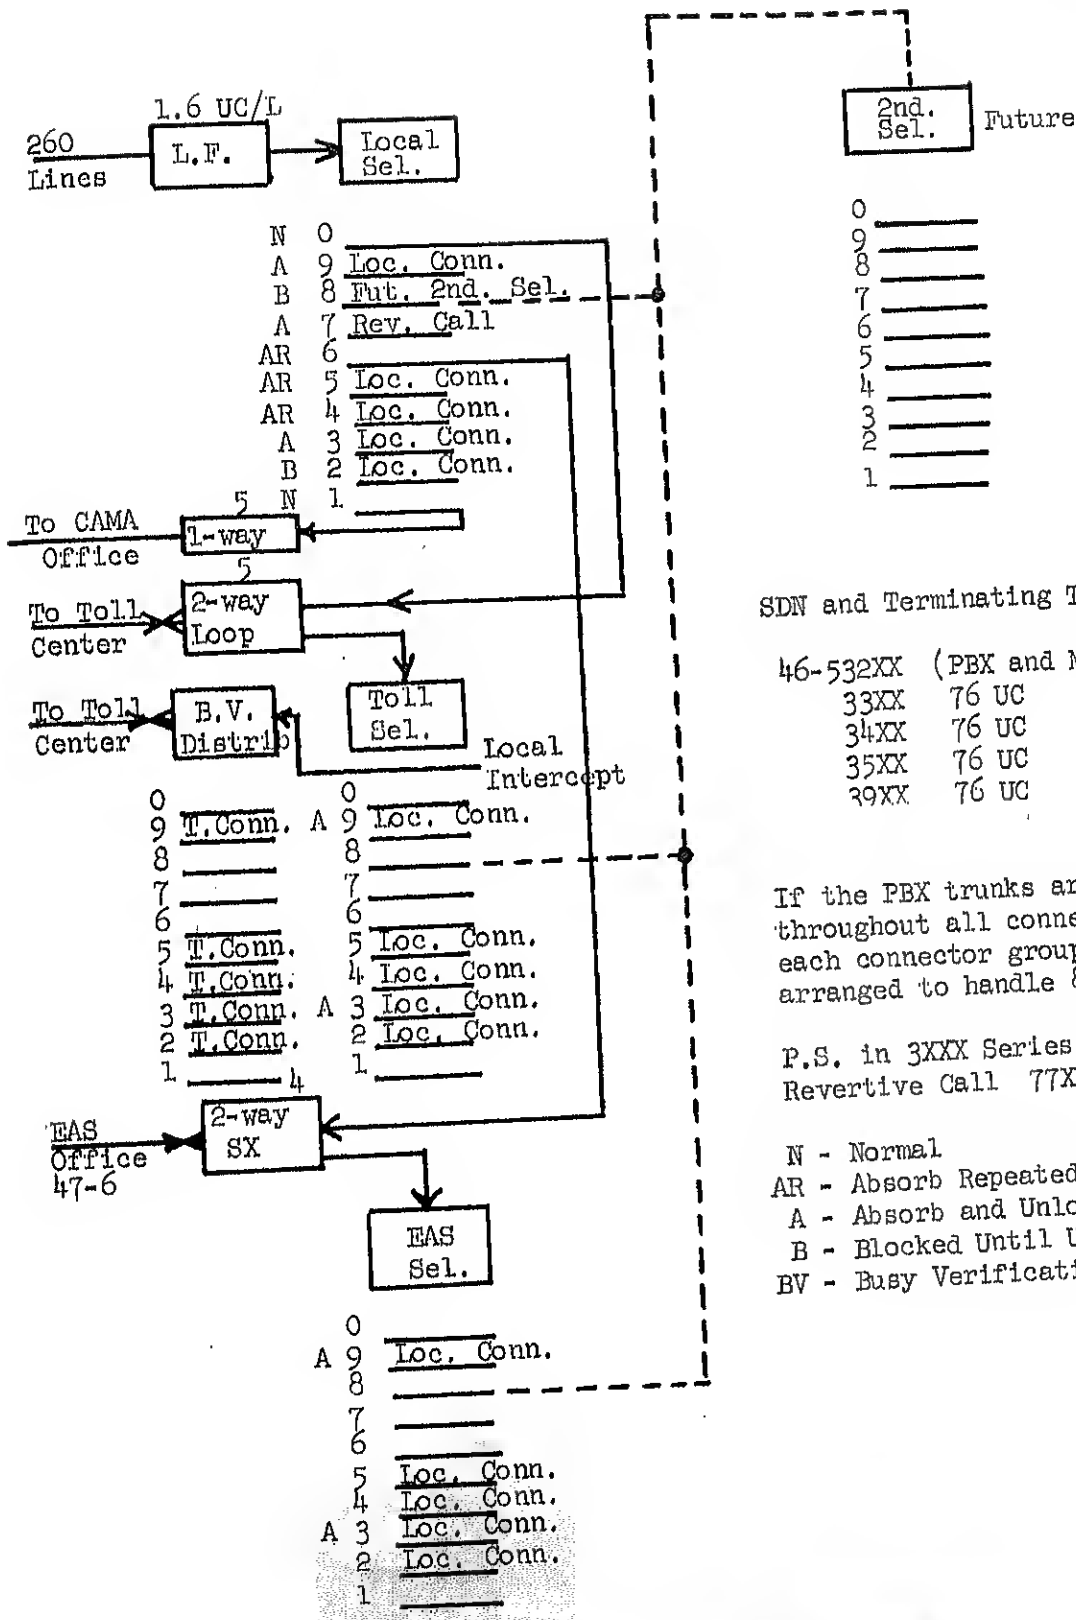 1.6 UC/L
260
Lines
L.F.
Local
Sel.
2nd.
Sel.
Future
N 0
A 9 Loc. Conn.
B 8 Fut. 2nd. Sel.
A 7 Rev. Call
AR 6
AR 5 Loc. Conn.
AR 4 Loc. Conn.
A 3 Loc. Conn.
B 2 Loc. Conn.
N 1
0
9
8
7
6
5
4
3
2
1
To CAMA
Office
5
1-way
To Toll
Center
5
2-way
Loop
Toll
Sel.
To Toll
Center
B.V.
Distrib
Local
Intercept
0
9 T.Conn.
8
7
6
5 T.Conn.
4 T.Conn.
3 T.Conn.
2 T.Conn.
1
0
A 9 Loc. Conn.
8
7
6
5 Loc. Conn.
4 Loc. Conn.
A 3 Loc. Conn.
2 Loc. Conn.
1
EAS
Office
47-6
4
2-way
SX
EAS
Sel.
0
A 9 Loc. Conn.
8
7
6
5 Loc. Conn.
4 Loc. Conn.
A 3 Loc. Conn.
2 Loc. Conn.
1
SDN and Terminating T
46-532XX (PBX and
33XX 76 UC
34XX 76 UC
35XX 76 UC
39XX 76 UC
If the PBX trunks ar
throughout all conne
each connector group
arranged to handle
P.S. in 3XXX Series
Revertive Call 77X
N - Normal
AR - Absorb Repeated
A - Absorb and Unlo
B - Blocked Until U
BV - Busy Verificati